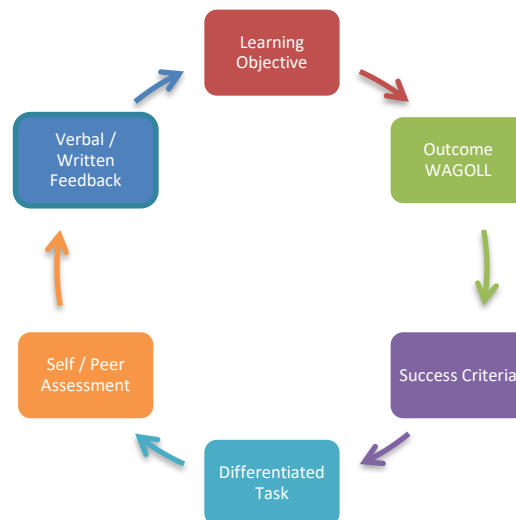 Learning
Objective
Outcome
WAGOLL
Success Criteria
Differentiated
Task
Self / Peer
Assessment
Verbal /
Written
Feedback